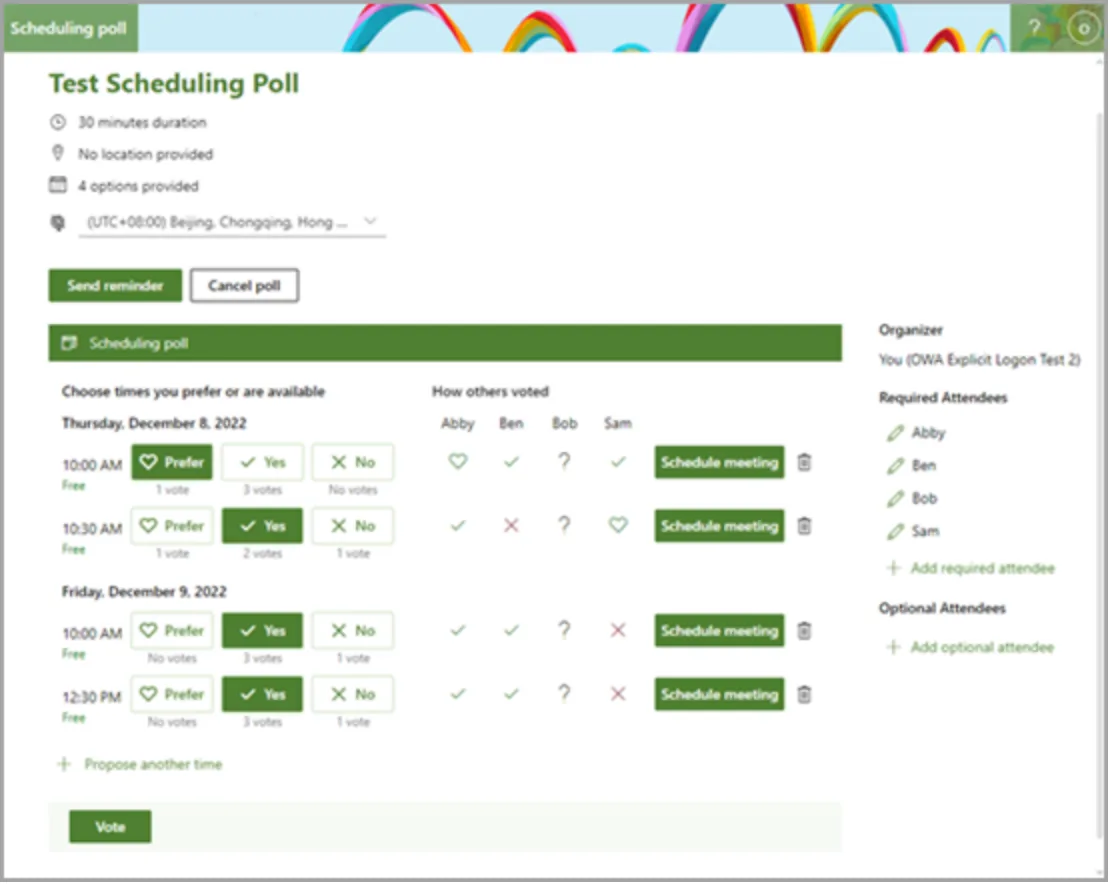 Scheduling poll
?
Test Scheduling Poll
30 minutes duration
No location provided
4 options provided
(UTC+08:00) Beijing, Chongqing, Hong ...
Send reminder Cancel poll
Scheduling poll
Choose times you prefer or are available How others voted
Thursday, December 8, 2022 Abby Ben Bob Sam
10:00 AM Prefer Yes No ? Schedule meeting
Free 1 vote 3 votes No votes
10:30 AM Prefer Yes No ? Schedule meeting
Free 1 vote 2 votes 1 vote
Friday, December 9, 2022
10:00 AM Prefer Yes No ? Schedule meeting
Free No votes 3 votes 1 vote
12:30 PM Prefer Yes No ? Schedule meeting
Free No votes 3 votes 1 vote
Propose another time
Vote
Organizer
You (OWA Explicit Logon Test 2)
Required Attendees
Abby
Ben
Bob
Sam
Add required attendee
Optional Attendees
Add optional attendee